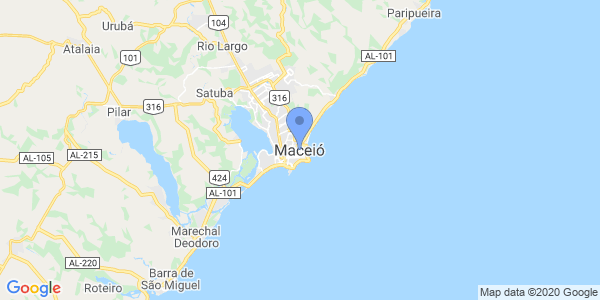 Paripueira
Urubá
104
Atalaia
Rio Largo
101
AL-101
Satuba
316
316
Pilar
Maceió
AL-105
AL-215
424
AL-101
Marechal
Deodoro
AL-220
Barra de
São Miguel
Roteiro
Google
Map data ©2020 Google